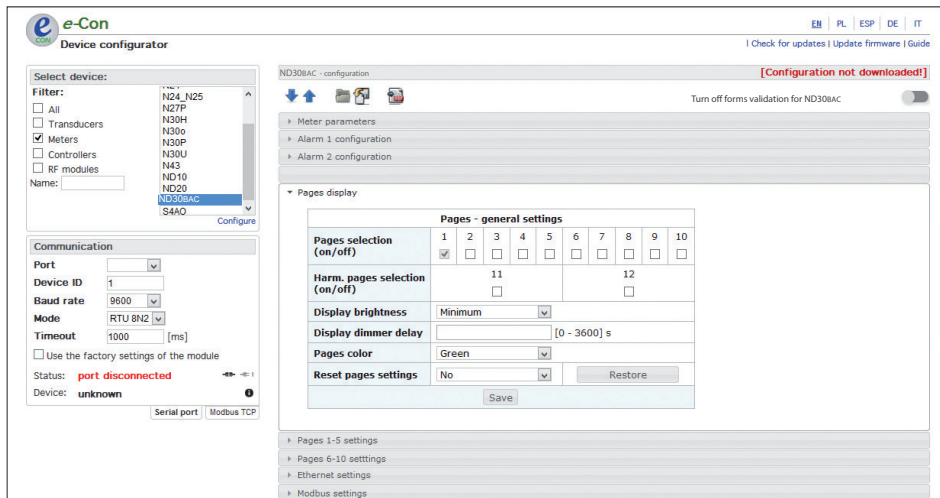 e-Con
e CON
Device configurator
EN PL ESP DE IT
| Check for updates | Update firmware | Guide
Select device:
Filter:
All
Transducers
Meters
Controllers
RF modules
Name:
N24_N25
N27P
N30H
N30o
N30P
N30U
N43
ND10
ND20
ND30BAC
S4AO
Configure
Communication
Port
Device ID 1
Baud rate 9600
Mode RTU 8N2
Timeout 1000 [ms]
Use the factory settings of the module
Status: port disconnected
Device: unknown
Serial port Modbus TCP
ND30BAC - configuration
[Configuration not downloaded!]
Turn off forms validation for ND30BAC
Meter parameters
Alarm 1 configuration
Alarm 2 configuration
Pages display
Pages - general settings
Pages selection (on/off) 1 2 3 4 5 6 7 8 9 10
Harm. pages selection (on/off) 11 12
Display brightness Minimum
Display dimmer delay [0 - 3600] s
Pages color Green
Reset pages settings No Restore
Save
Pages 1-5 settings
Pages 6-10 setttings
Ethernet settings
Modbus settings